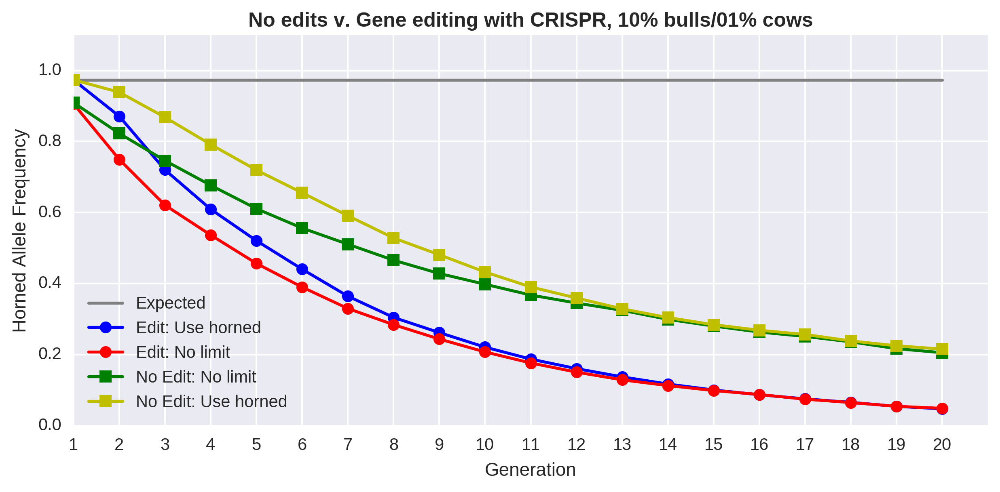 No edits v. Gene editing with CRISPR, 10% bulls/01% cows
Horned Allele Frequency
1.0
0.8
0.6
0.4
0.2
0.0
Expected
Edit: Use horned
Edit: No limit
No Edit: No limit
No Edit: Use horned
1 2 3 4 5 6 7 8 9 10 11 12 13 14 15 16 17 18 19 20
Generation